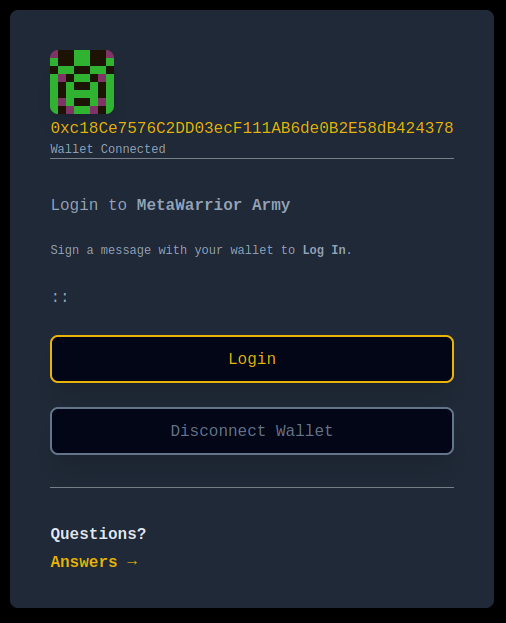 0xc18Ce7576C2DD03ecF111AB6de0B2E58dB424378
Wallet Connected
Login to MetaWarrior Army
Sign a message with your wallet to Log In.
::
Login
Disconnect Wallet
Questions?
Answers →